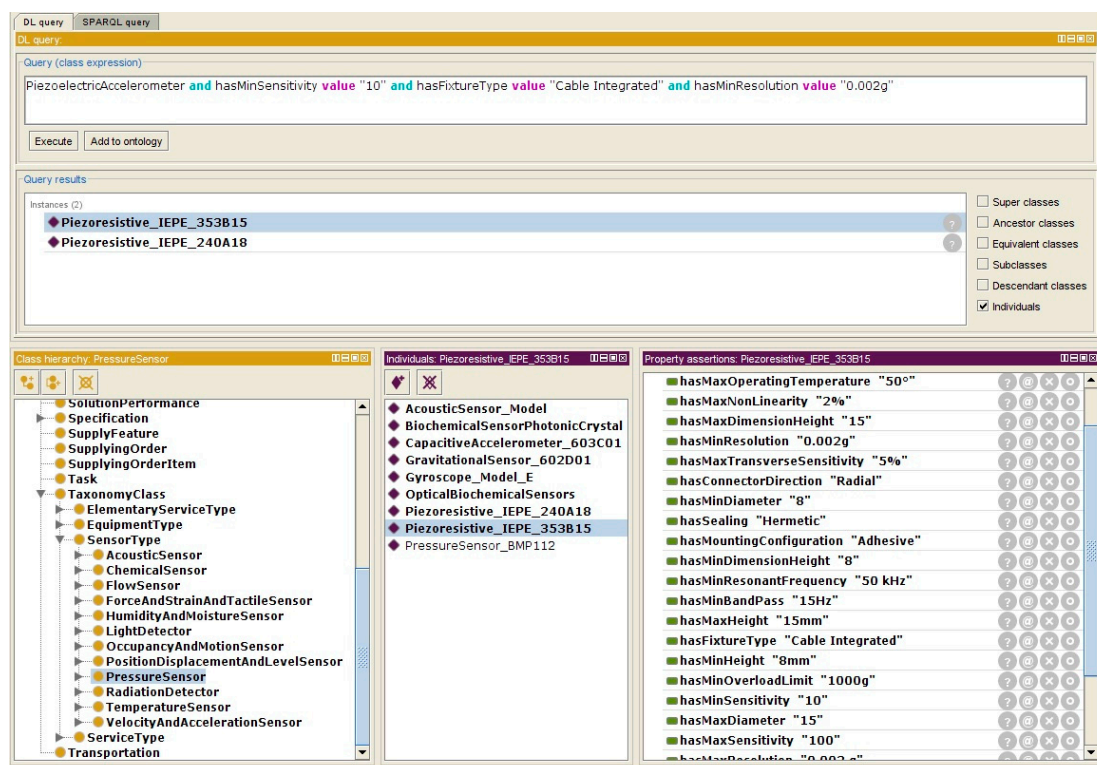 DL query SPARQL query
DL query:
Query (class expression)
PiezoelectricAccelerometer and hasMinSensitivity value "10" and hasFixtureType value "Cable Integrated" and hasMinResolution value "0.002g"
Execute Add to ontology
Query results
Instances (2)
Piezoresistive_IEPE_353B15
Piezoresistive_IEPE_240A18
Super classes
Ancestor classes
Equivalent classes
Subclasses
Descendant classes
Individuals
Class hierarchy: PressureSensor
SolutionPerformance
Specification
SupplyFeature
SupplyingOrder
SupplyingOrderItem
Task
TaxonomyClass
ElementaryServiceType
EquipmentType
SensorType
AcousticSensor
ChemicalSensor
FlowSensor
ForceAndStrainAndTactileSensor
HumidityAndMoistureSensor
LightDetector
OccupancyAndMotionSensor
PositionDisplacementAndLevelSensor
PressureSensor
RadiationDetector
TemperatureSensor
VelocityAndAccelerationSensor
ServiceType
Transportation
Individuals: Piezoresistive_IEPE_353B15
AcousticSensor_Model
BiochemicalSensorPhotonicCrystal
CapacitiveAccelerometer_603C01
GravitationalSensor_602D01
Gyroscope_Model_E
OpticalBiochemicalSensors
Piezoresistive_IEPE_240A18
Piezoresistive_IEPE_353B15
PressureSensor_BMP112
Property assertions: Piezoresistive_IEPE_353B15
hasMaxOperatingTemperature "50°"
hasMaxNonLinearity "2%"
hasMaxDimensionHeight "15"
hasMinResolution "0.002g"
hasMaxTransverseSensitivity "5%"
hasConnectorDirection "Radial"
hasMinDiameter "8"
hasSealing "Hermetic"
hasMountingConfiguration "Adhesive"
hasMinDimensionHeight "8"
hasMinResonantFrequency "50 kHz"
hasMinBandPass "15Hz"
hasMaxHeight "15mm"
hasFixtureType "Cable Integrated"
hasMinHeight "8mm"
hasMinOverloadLimit "1000g"
hasMinSensitivity "10"
hasMaxDiameter "15"
hasMaxSensitivity "100"
hasMaxResolution "0.002 g"